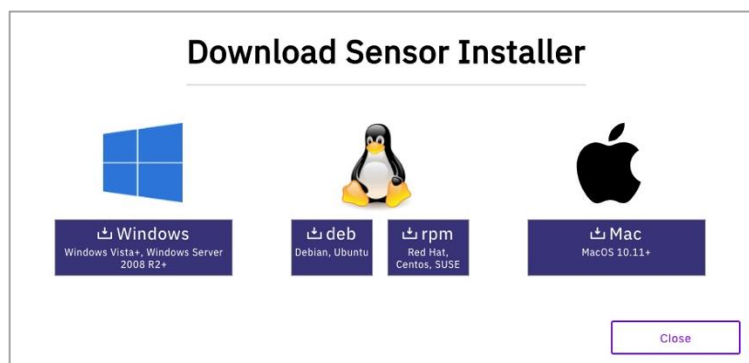 Download Sensor Installer
Windows
Windows Vista+, Windows Server
2008 R2+
deb
Debian, Ubuntu
rpm
Red Hat,
Centos, SUSE
Mac
MacOS 10.11+
Close